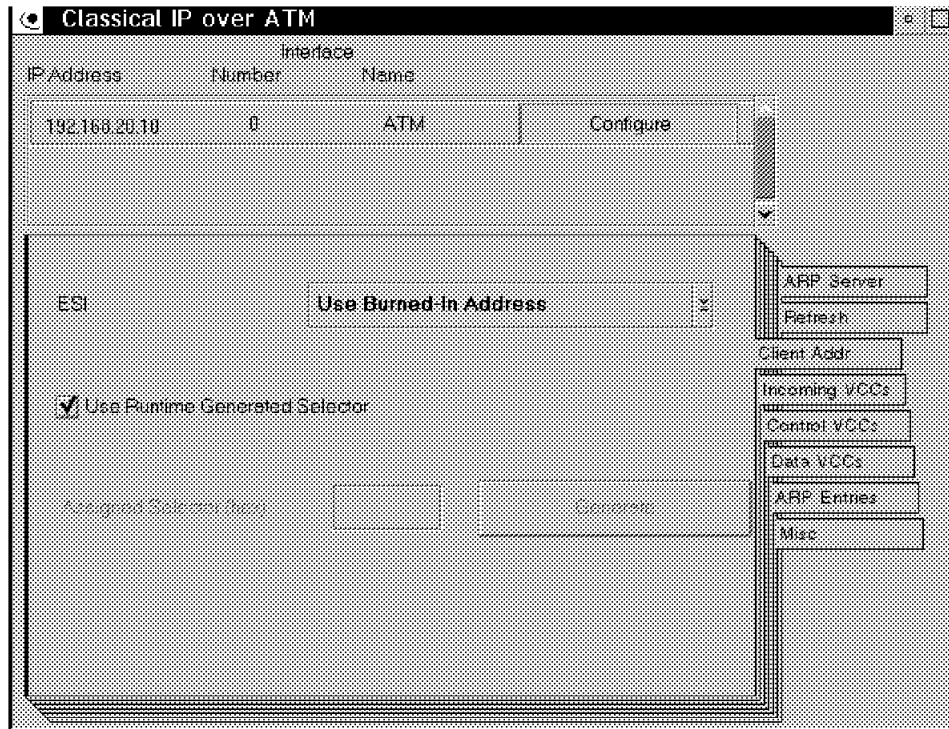 Classical IP over ATM
Interface
IP Address Number Name
192.168.20.10 0 ATM Configure
ESI Use Burned-In Address
Use Runtime Generated Selector
Assigned Selector (hex) Generate
ARP Server
Refresh
Client Addr
Incoming VCCs
Control VCCs
Data VCCs
ARP Entries
Misc